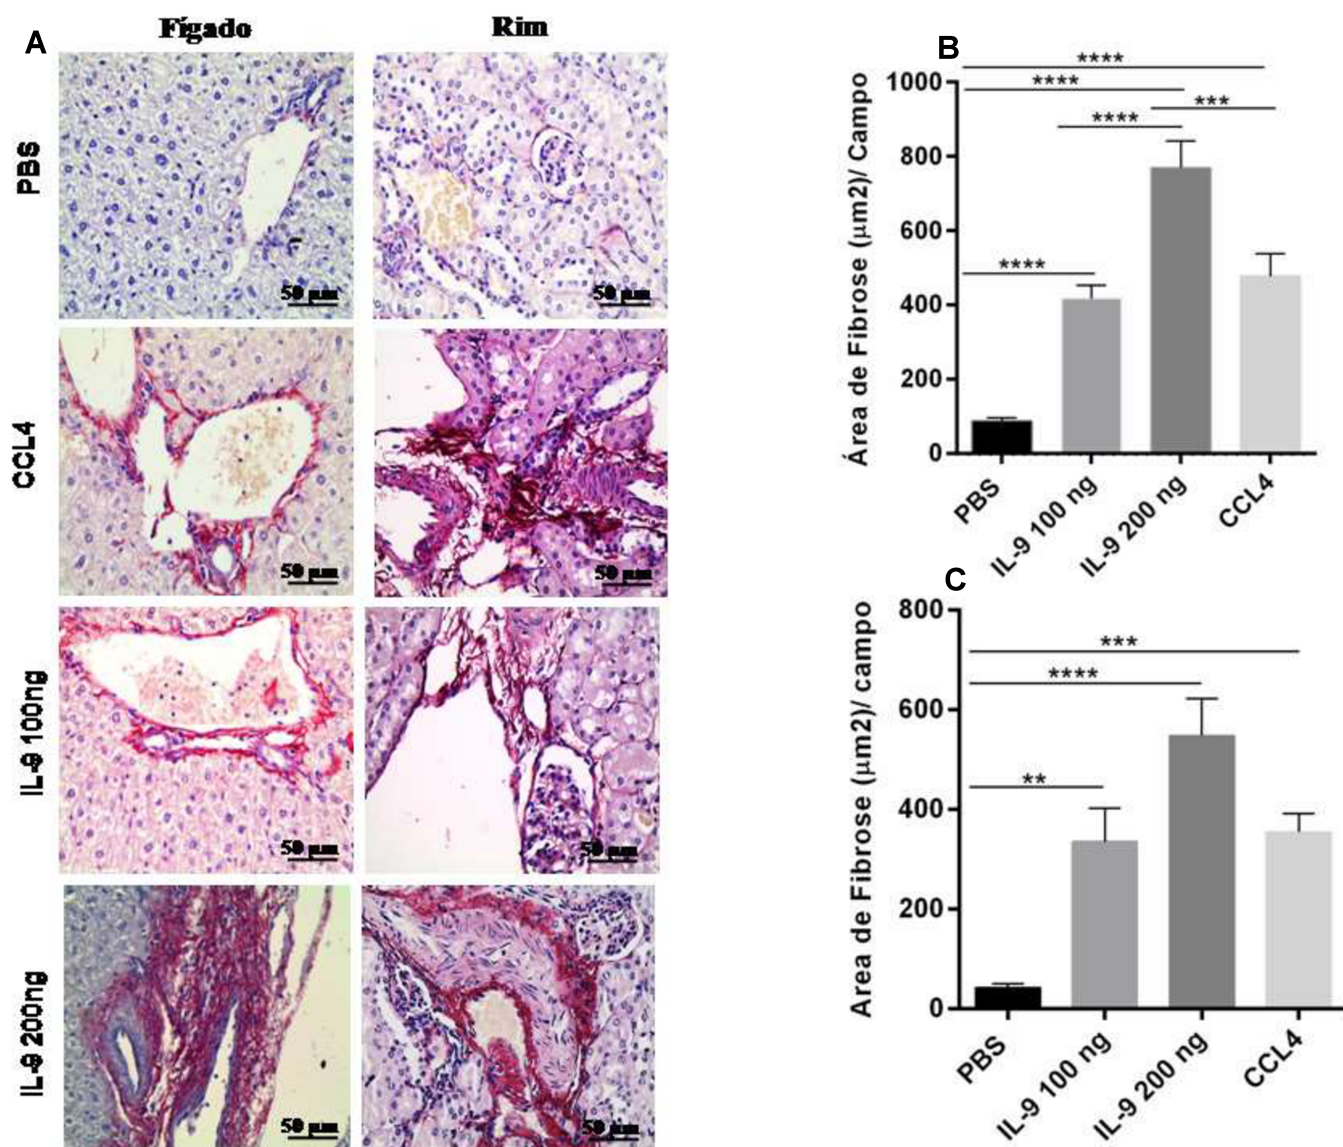 A
Fígado
Rim
PBS
50 µm
50 µm
CCL4
50 µm
50 µm
IL-9 100ng
50 µm
50 µm
IL-9 200ng
50 µm
50 µm
B
Área de Fibrose (μm2)/ Campo
1000
800
600
400
200
0
****
****
***
****
****
PBS
IL-9 100 ng
IL-9 200 ng
CCL4
C
Area de Fibrose (μm2)/ campo
800
600
400
200
0
***
****
**
PBS
IL-9 100 ng
IL-9 200 ng
CCL4